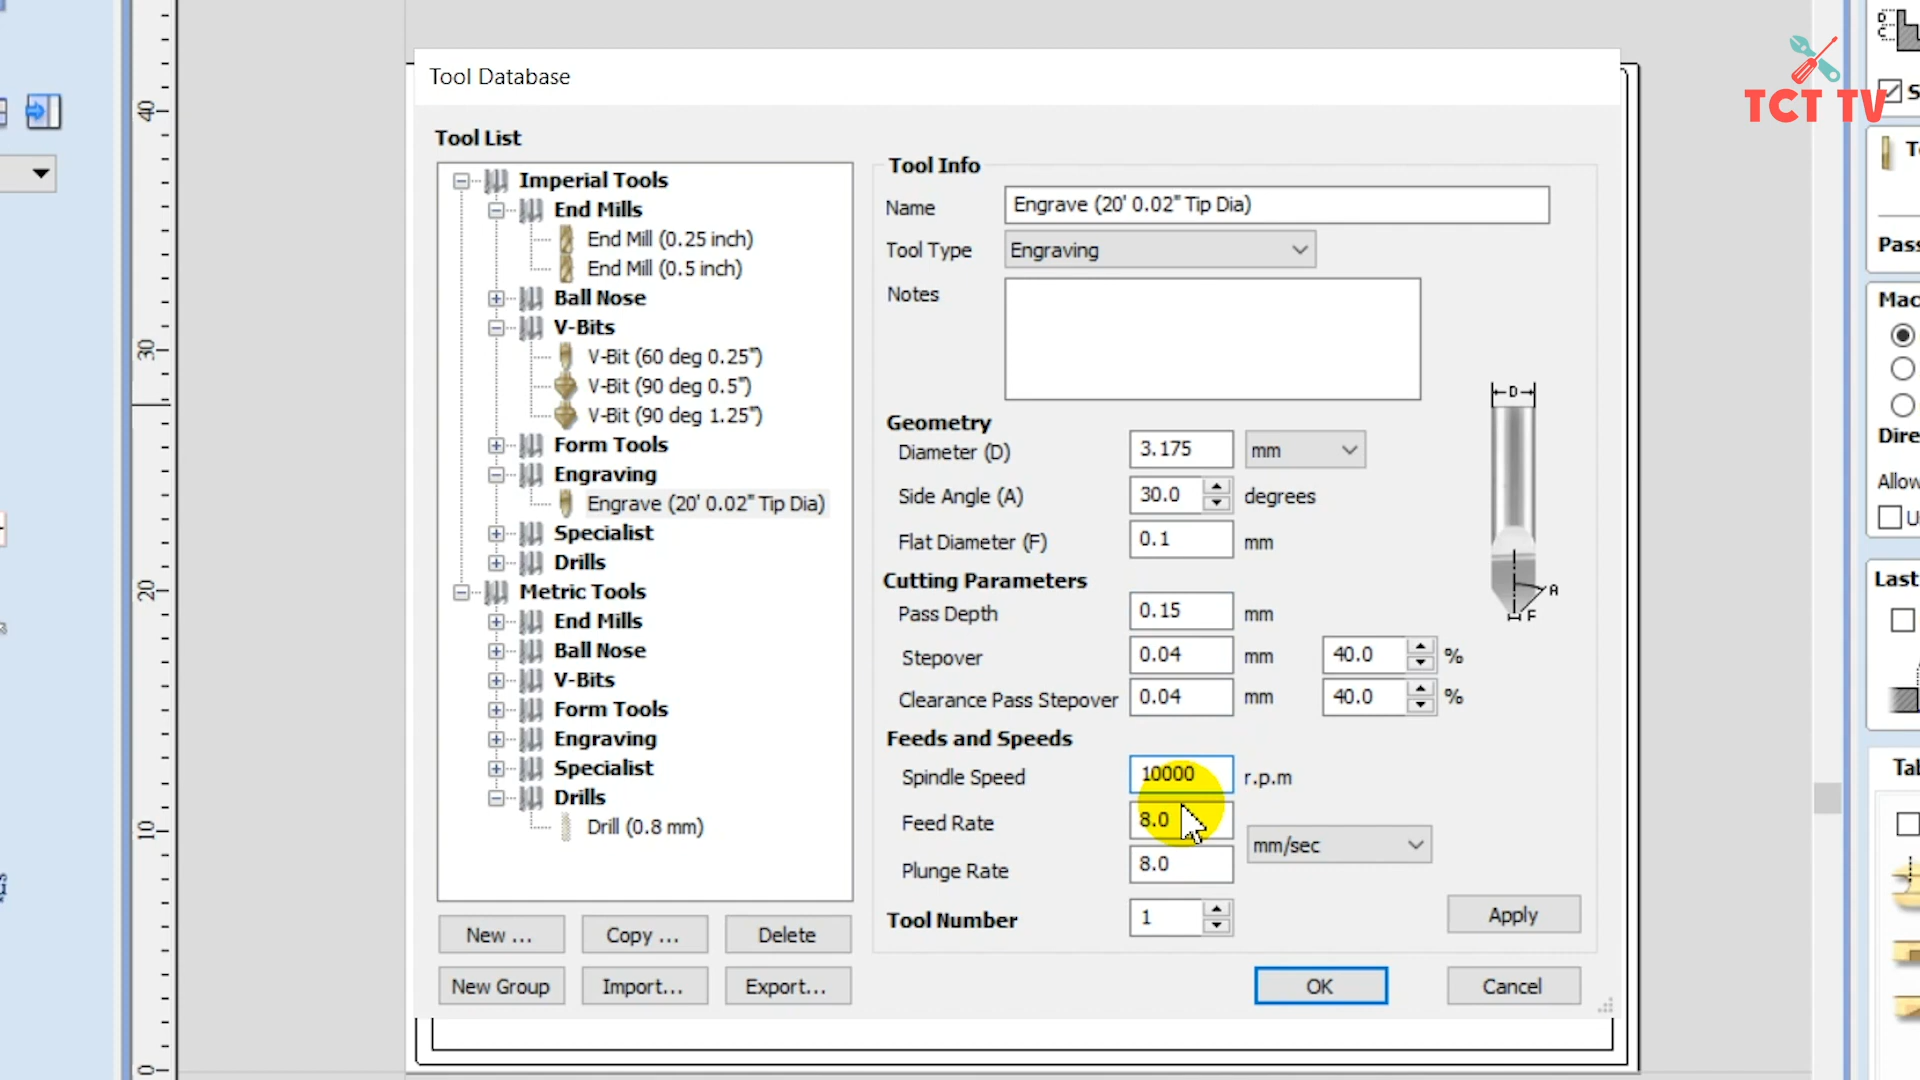 TCT TV
Tool Database
Tool List
Imperial Tools
End Mills
End Mill (0.25 inch)
End Mill (0.5 inch)
Ball Nose
V-Bits
V-Bit (60 deg 0.25")
V-Bit (90 deg 0.5")
V-Bit (90 deg 1.25")
Form Tools
Engraving
Engrave (20' 0.02" Tip Dia)
Specialist
Drills
Metric Tools
End Mills
Ball Nose
V-Bits
Form Tools
Engraving
Specialist
Drills
Drill (0.8 mm)
New ...
Copy ...
Delete
New Group
Import...
Export...
Tool Info
Name Engrave (20' 0.02" Tip Dia)
Tool Type Engraving
Notes
Geometry
Diameter (D) 3.175 mm
Side Angle (A) 30.0 degrees
Flat Diameter (F) 0.1 mm
Cutting Parameters
Pass Depth 0.15 mm
Stepover 0.04 mm 40.0 %
Clearance Pass Stepover 0.04 mm 40.0 %
Feeds and Speeds
Spindle Speed 10000 r.p.m
Feed Rate 8.0
mm/sec
Plunge Rate 8.0
Tool Number 1
Apply
OK
Cancel
D
A
F
40
30
20
10
0
Pass
Mac
Dire
Allow
Last